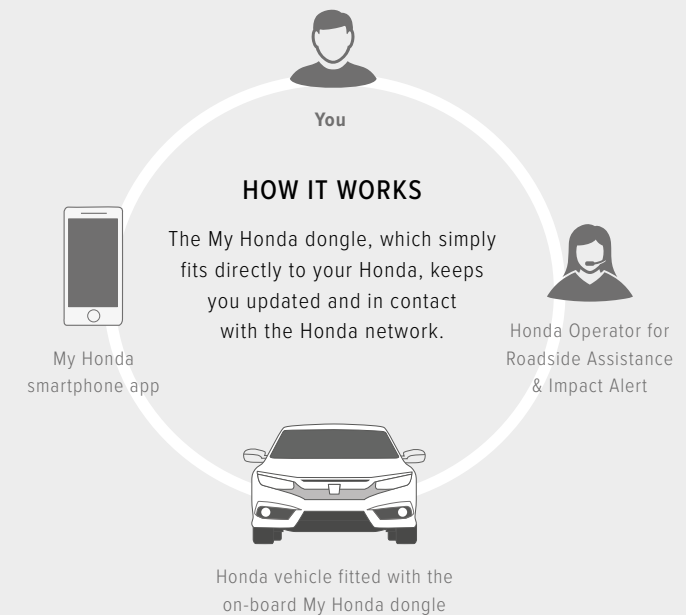 You
HOW IT WORKS
The My Honda dongle, which simply
fits directly to your Honda, keeps
you updated and in contact
with the Honda network.
My Honda
smartphone app
Honda Operator for
Roadside Assistance
& Impact Alert
Honda vehicle fitted with the
on-board My Honda dongle